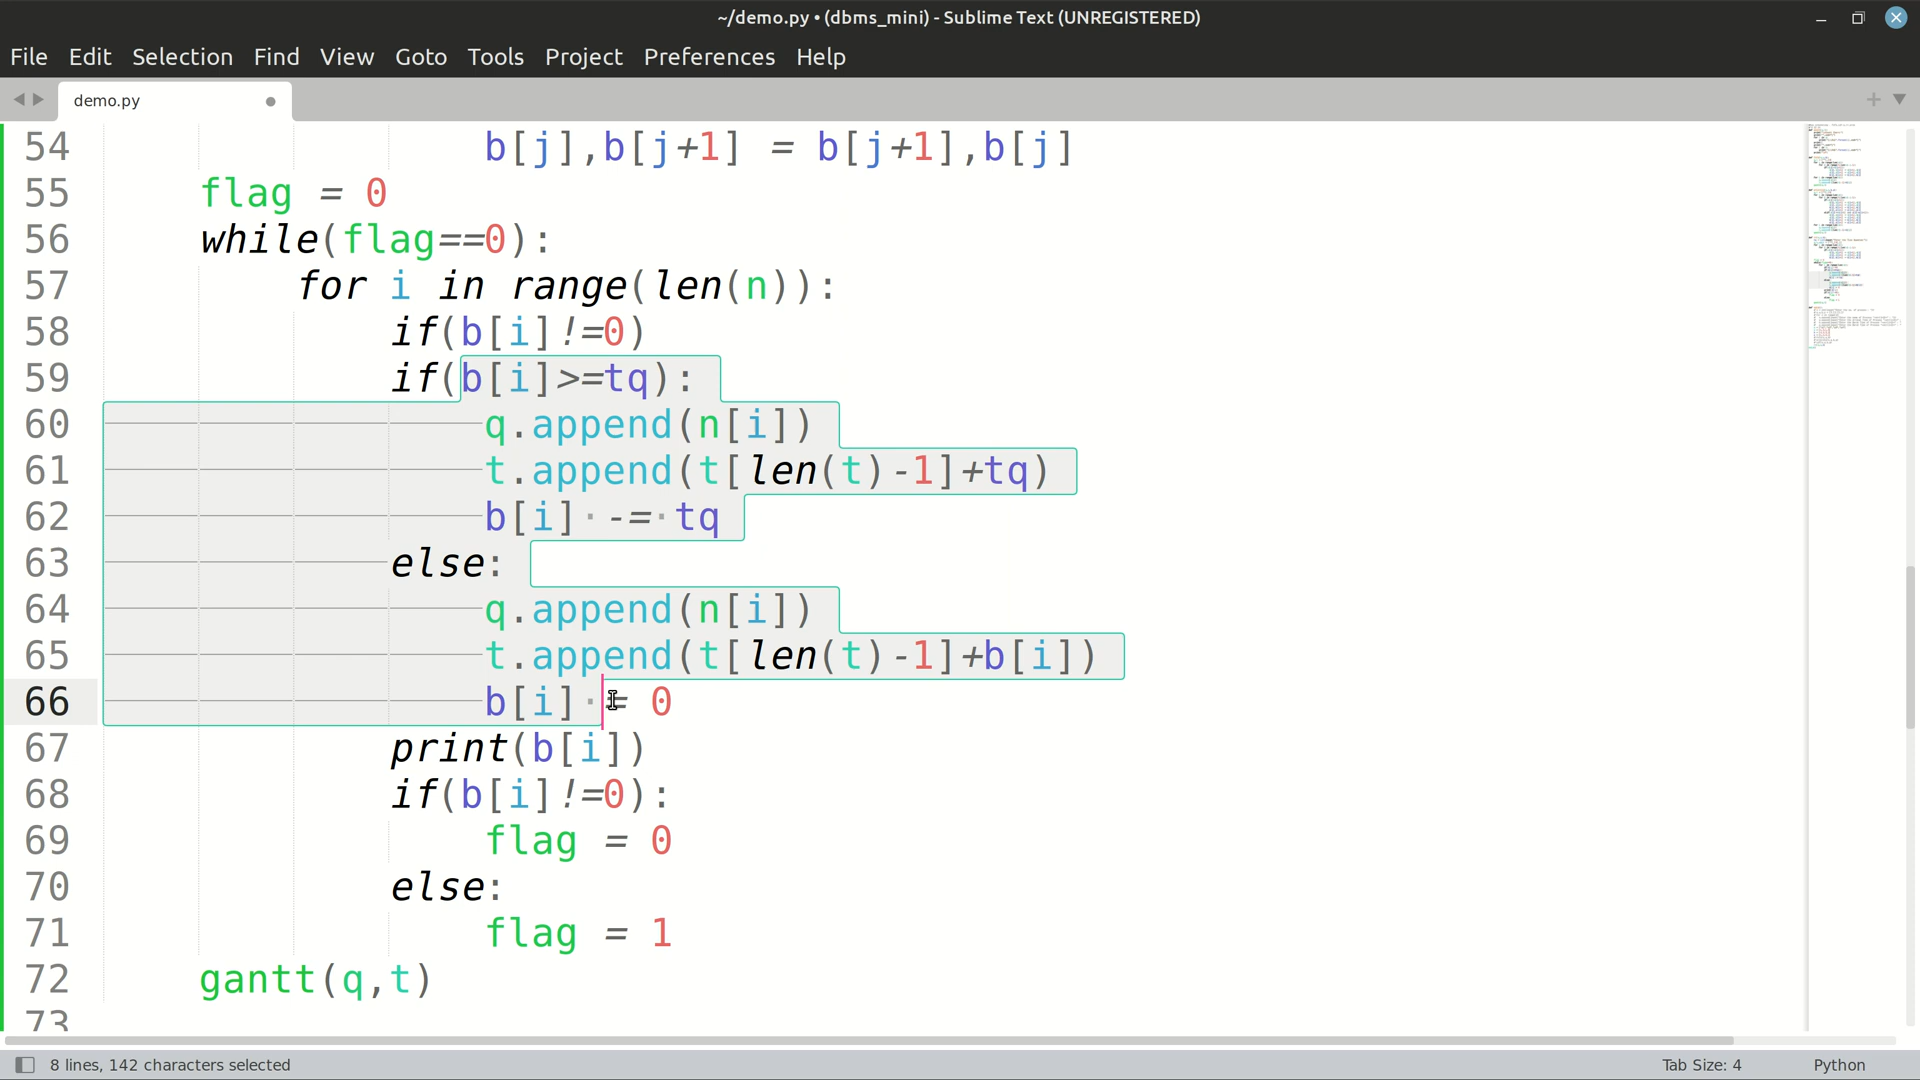 ~/demo.py • (dbms_mini) - Sublime Text (UNREGISTERED)
File Edit Selection Find View Goto Tools Project Preferences Help
demo.py
54 b[j],b[j+1] = b[j+1],b[j]
55 flag = 0
56 while(flag==0):
57 for i in range(len(n)):
58 if(b[i]!=0)
59 if(b[i]>=tq):
60 q.append(n[i])
61 t.append(t[len(t)-1]+tq)
62 b[i] -= tq
63 else:
64 q.append(n[i])
65 t.append(t[len(t)-1]+b[i])
66 b[i] = 0
67 print(b[i])
68 if(b[i]!=0):
69 flag = 0
70 else:
71 flag = 1
72 gantt(q,t)
73
8 lines, 142 characters selected
Tab Size: 4
Python